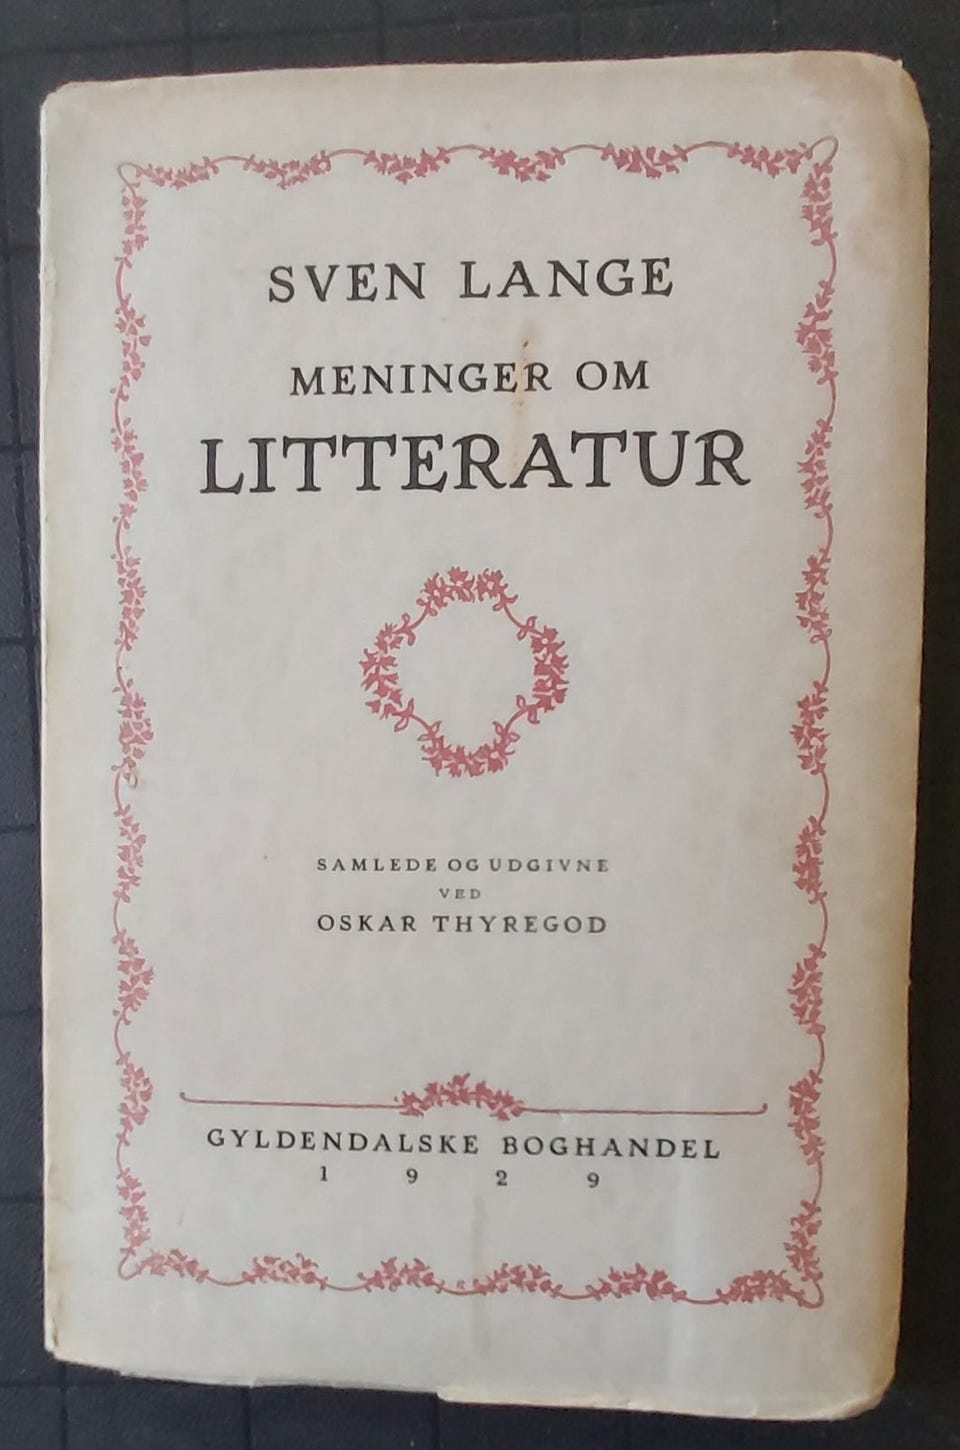 SVEN LANGE
MENINGER OM
LITTERATUR
SAMLEDE OG UDGIVNE
VED
OSKAR THYREGOD
GYLDENDALSKE BOGHANDEL
1 9 2 9